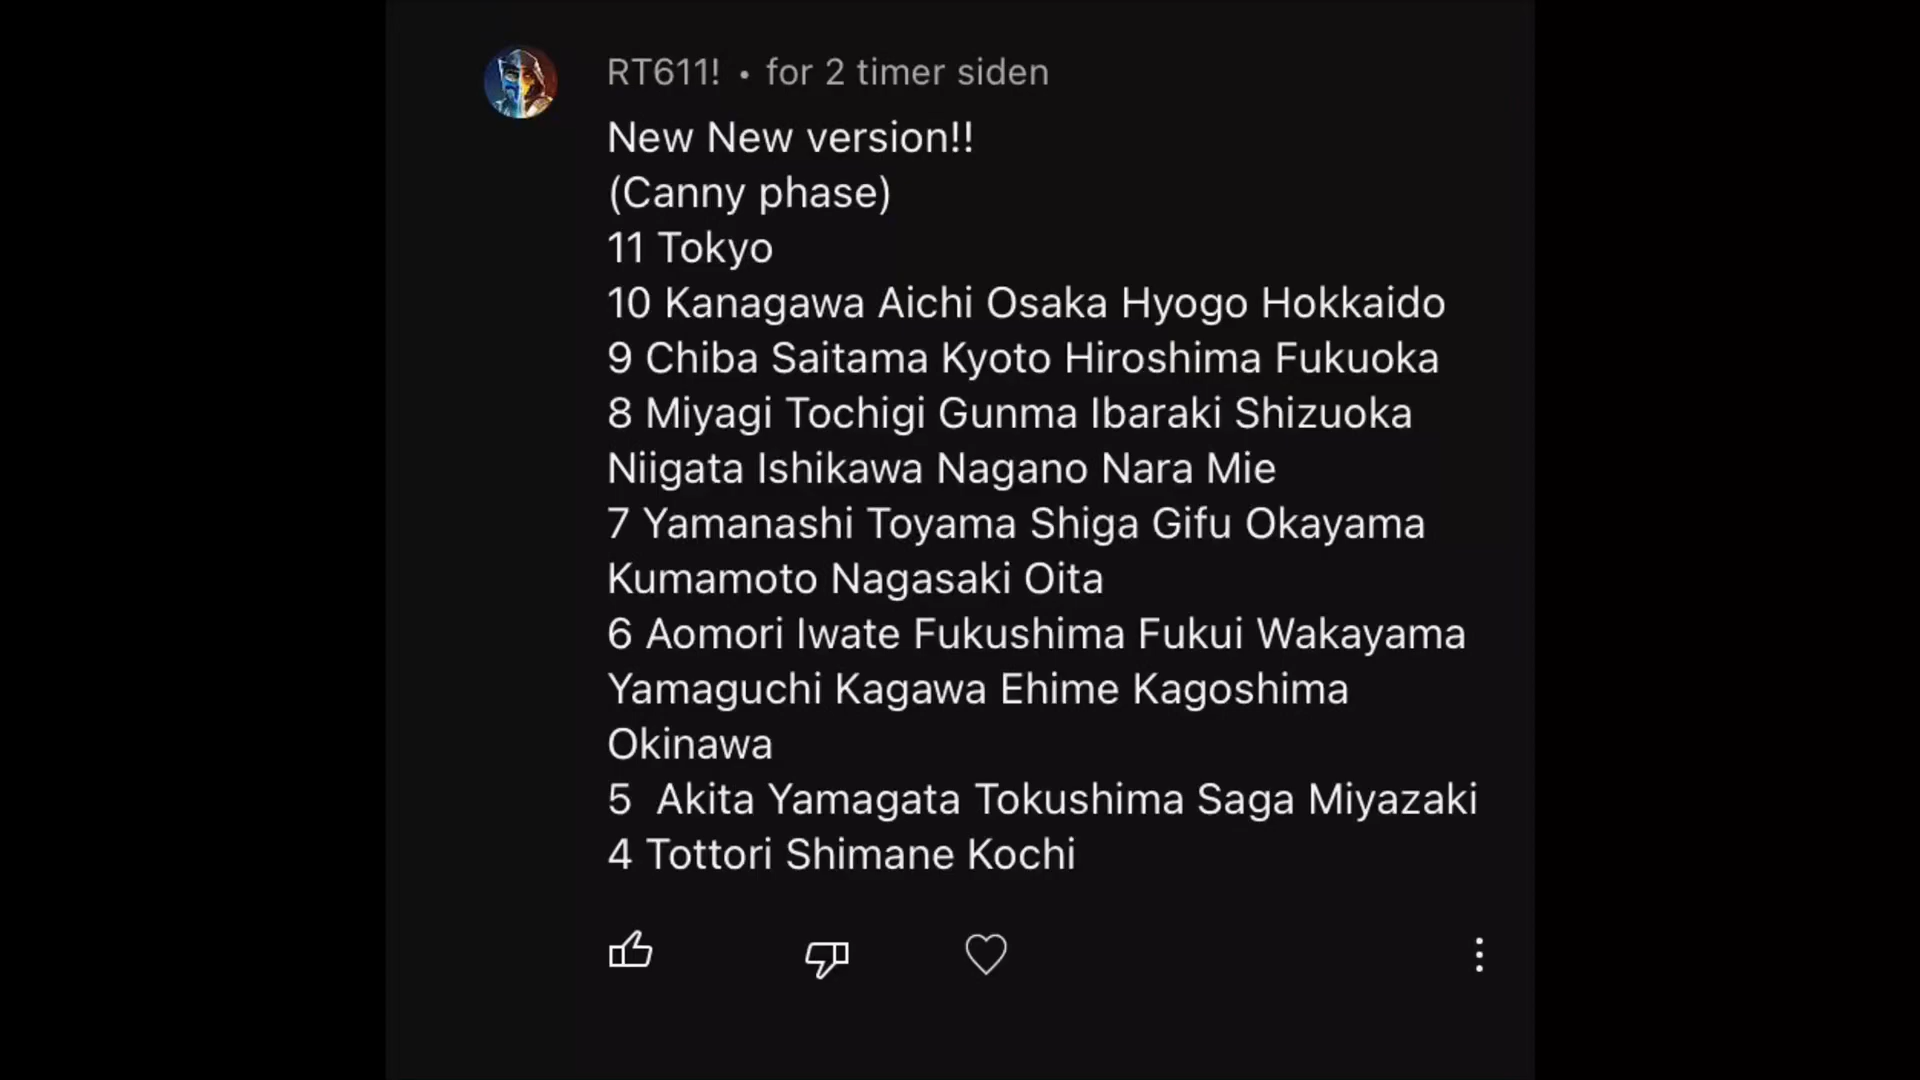 RT611! • for 2 timer siden
New New version!!
(Canny phase)
11 Tokyo
10 Kanagawa Aichi Osaka Hyogo Hokkaido
9 Chiba Saitama Kyoto Hiroshima Fukuoka
8 Miyagi Tochigi Gunma Ibaraki Shizuoka
Niigata Ishikawa Nagano Nara Mie
7 Yamanashi Toyama Shiga Gifu Okayama
Kumamoto Nagasaki Oita
6 Aomori Iwate Fukushima Fukui Wakayama
Yamaguchi Kagawa Ehime Kagoshima
Okinawa
5  Akita Yamagata Tokushima Saga Miyazaki
4 Tottori Shimane Kochi